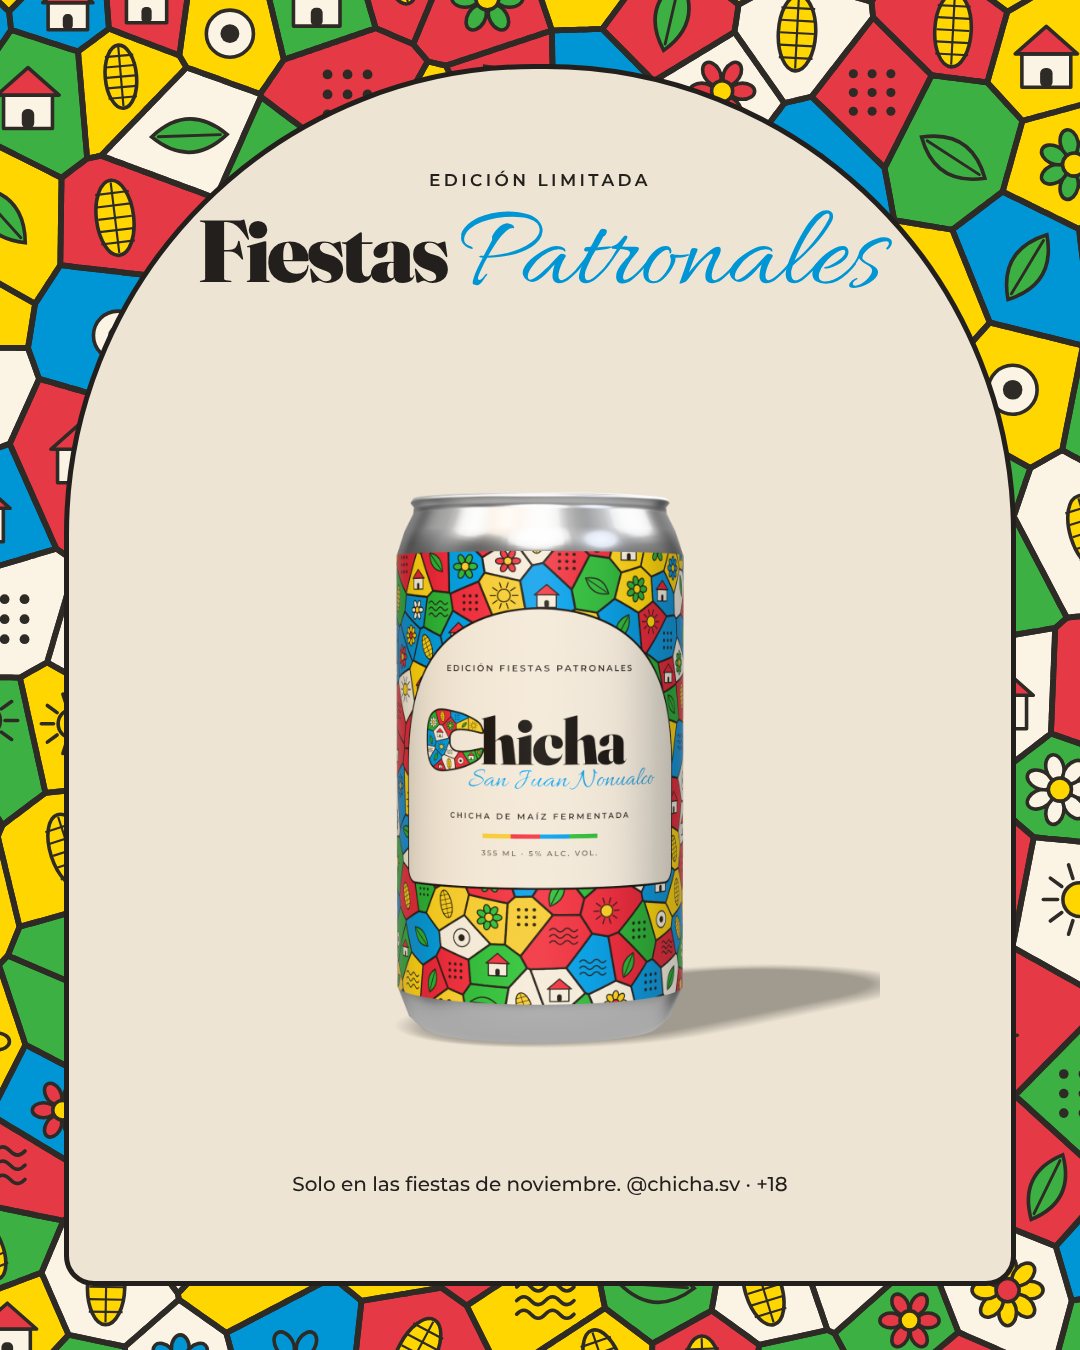 EDICIÓN LIMITADA
Fiestas Patronales
EDICIÓN FIESTAS PATRONALES
Chicha
San Juan Nonualco
CHICHA DE MAÍZ FERMENTADA
355 ML · 5% ALC. VOL.
Solo en las fiestas de noviembre. @chicha.sv · +18